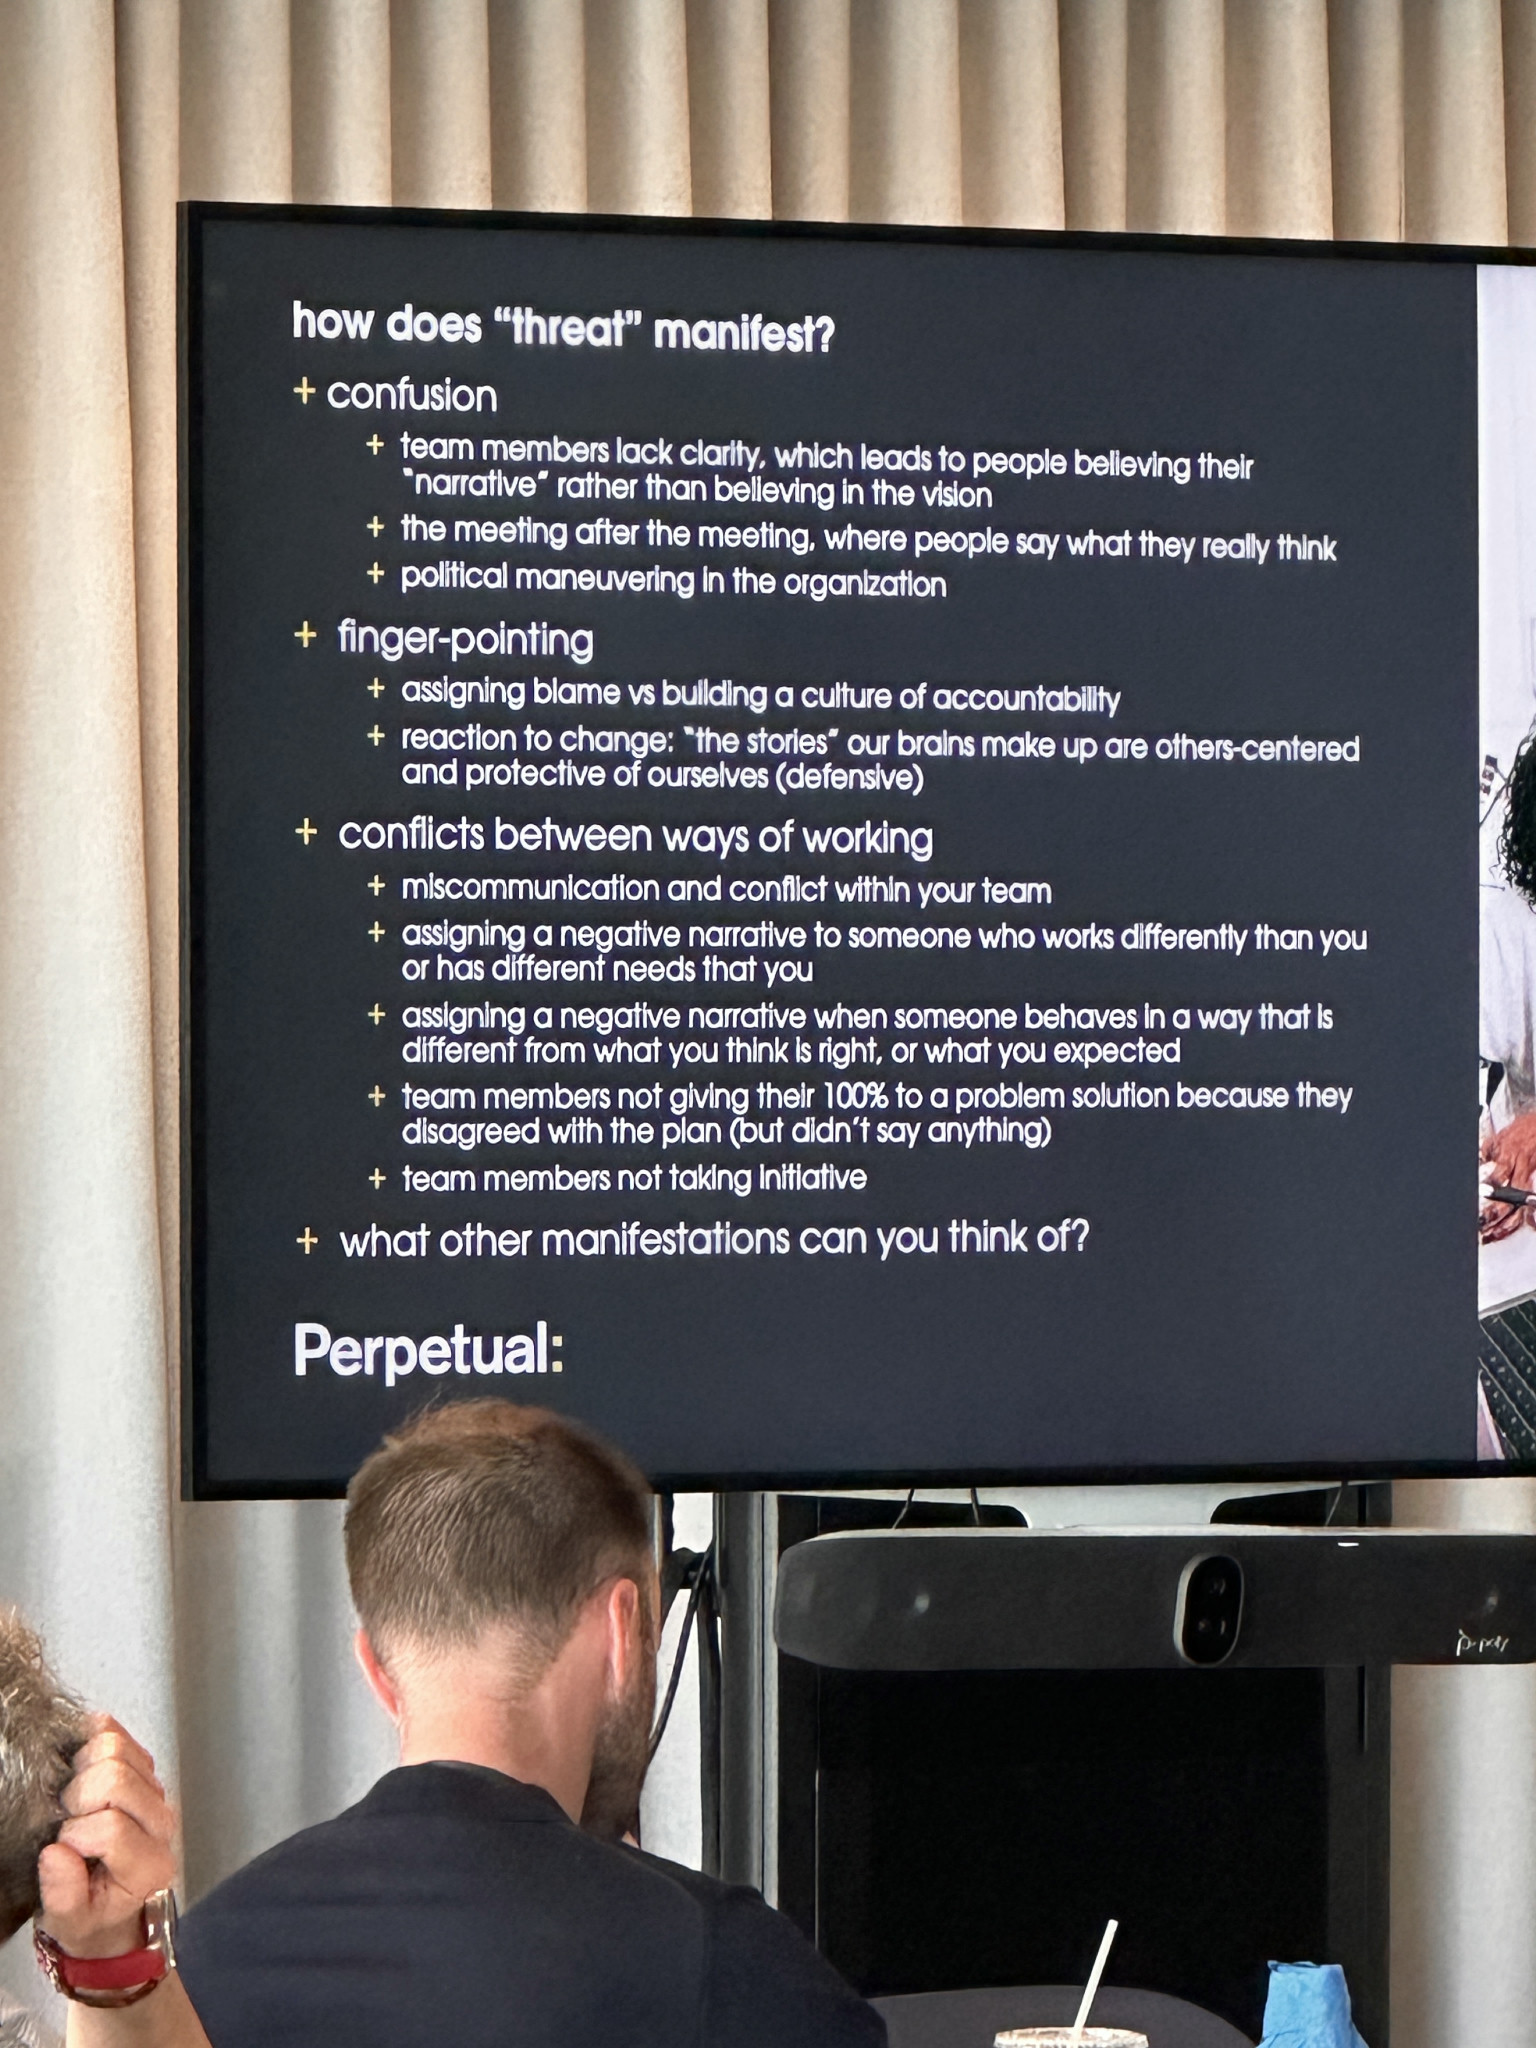 how does “threat” manifest?
+ confusion
+ team members lack clarity, which leads to people believing their
"narrative" rather than believing in the vision
+ the meeting after the meeting, where people say what they really think
+ political maneuvering in the organization
+ finger-pointing
+ assigning blame vs building a culture of accountability
+ reaction to change: "the stories" our brains make up are others-centered
and protective of ourselves (defensive)
+ conflicts between ways of working
+ miscommunication and conflict within your team
+ assigning a negative narrative to someone who works differently than you
or has different needs that you
+ assigning a negative narrative when someone behaves in a way that is
different from what you think is right, or what you expected
+ team members not giving their 100% to a problem solution because they
disagreed with the plan (but didn't say anything)
+ team members not taking initiative
+ what other manifestations can you think of?
Perpetual: